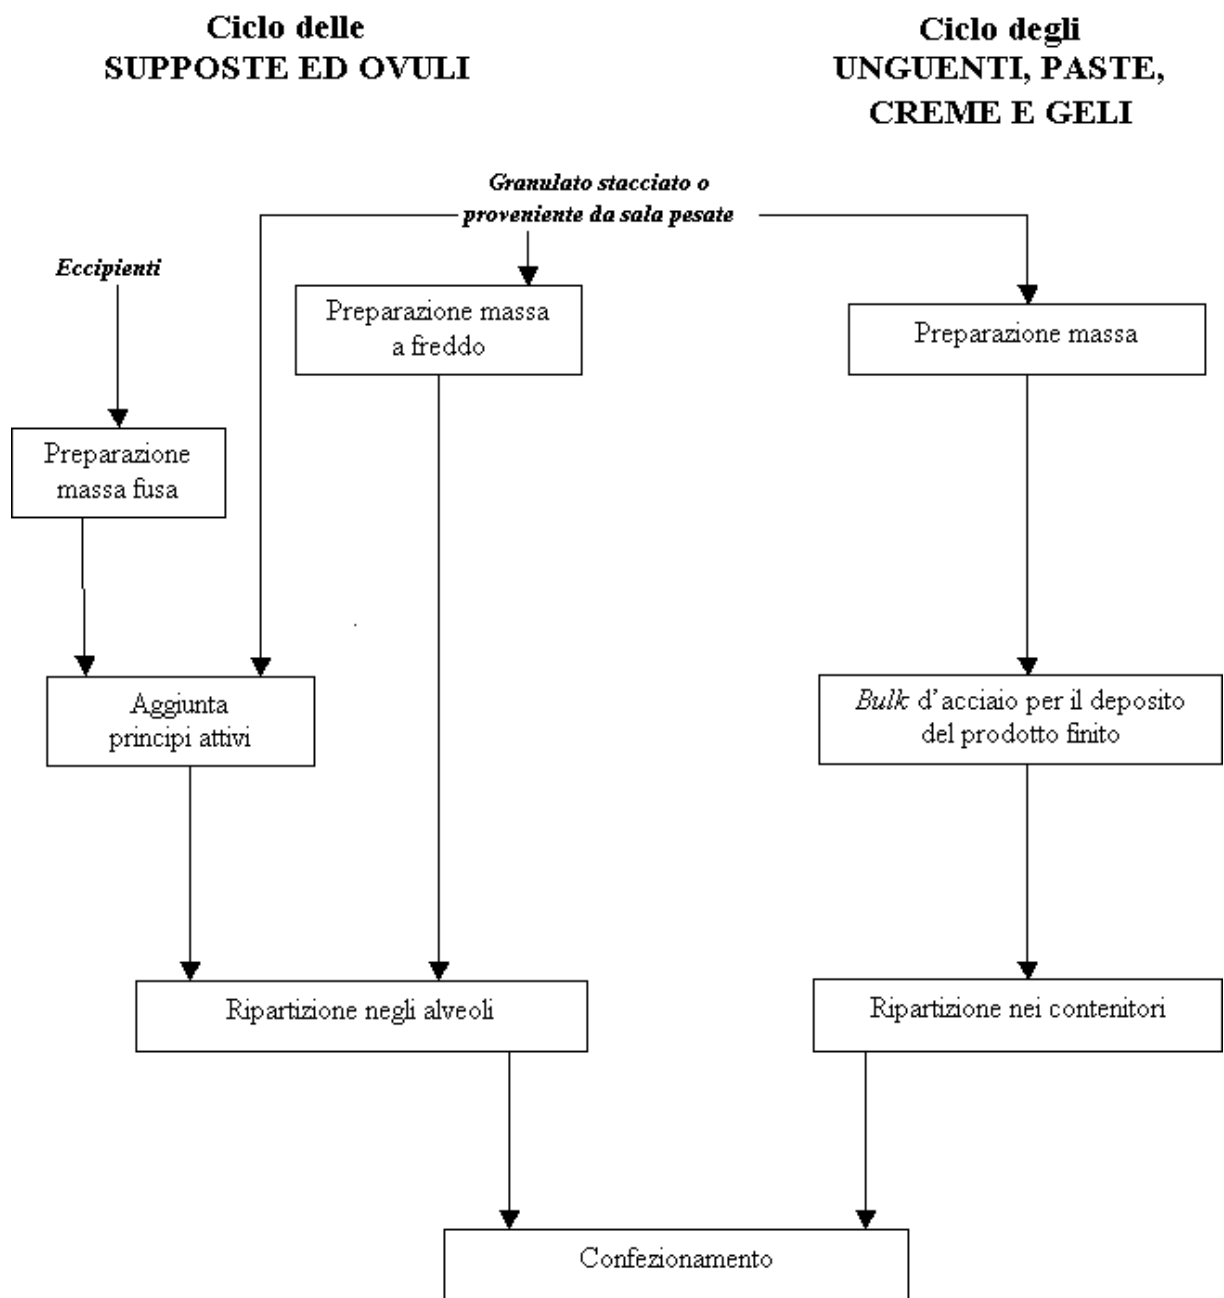 Ciclo delle
SUPPOSTE ED OVULI
Ciclo degli
UNGUENTI, PASTE,
CREME E GELI
Granulato stacciato o
proveniente da sala pesate
Eccipienti
Preparazione massa
a freddo
Preparazione massa
Preparazione
massa fusa
Aggiunta
principi attivi
Bulk d'acciaio per il deposito
del prodotto finito
Ripartizione negli alveoli
Ripartizione nei contenitori
Confezionamento